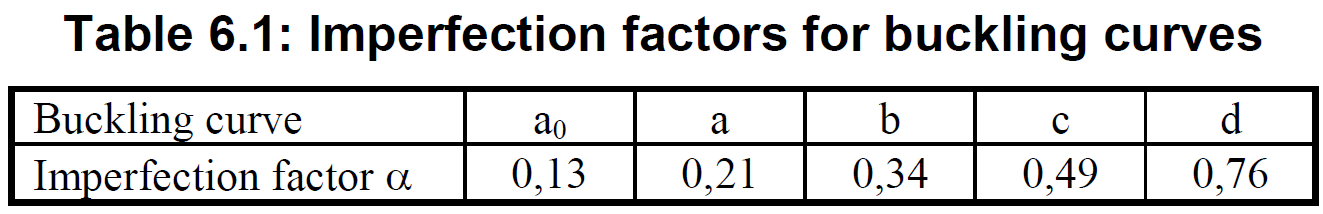 Table 6.1: Imperfection factors for buckling curves
Buckling curve a₀ a b c d
Imperfection factor α 0,13 0,21 0,34 0,49 0,76